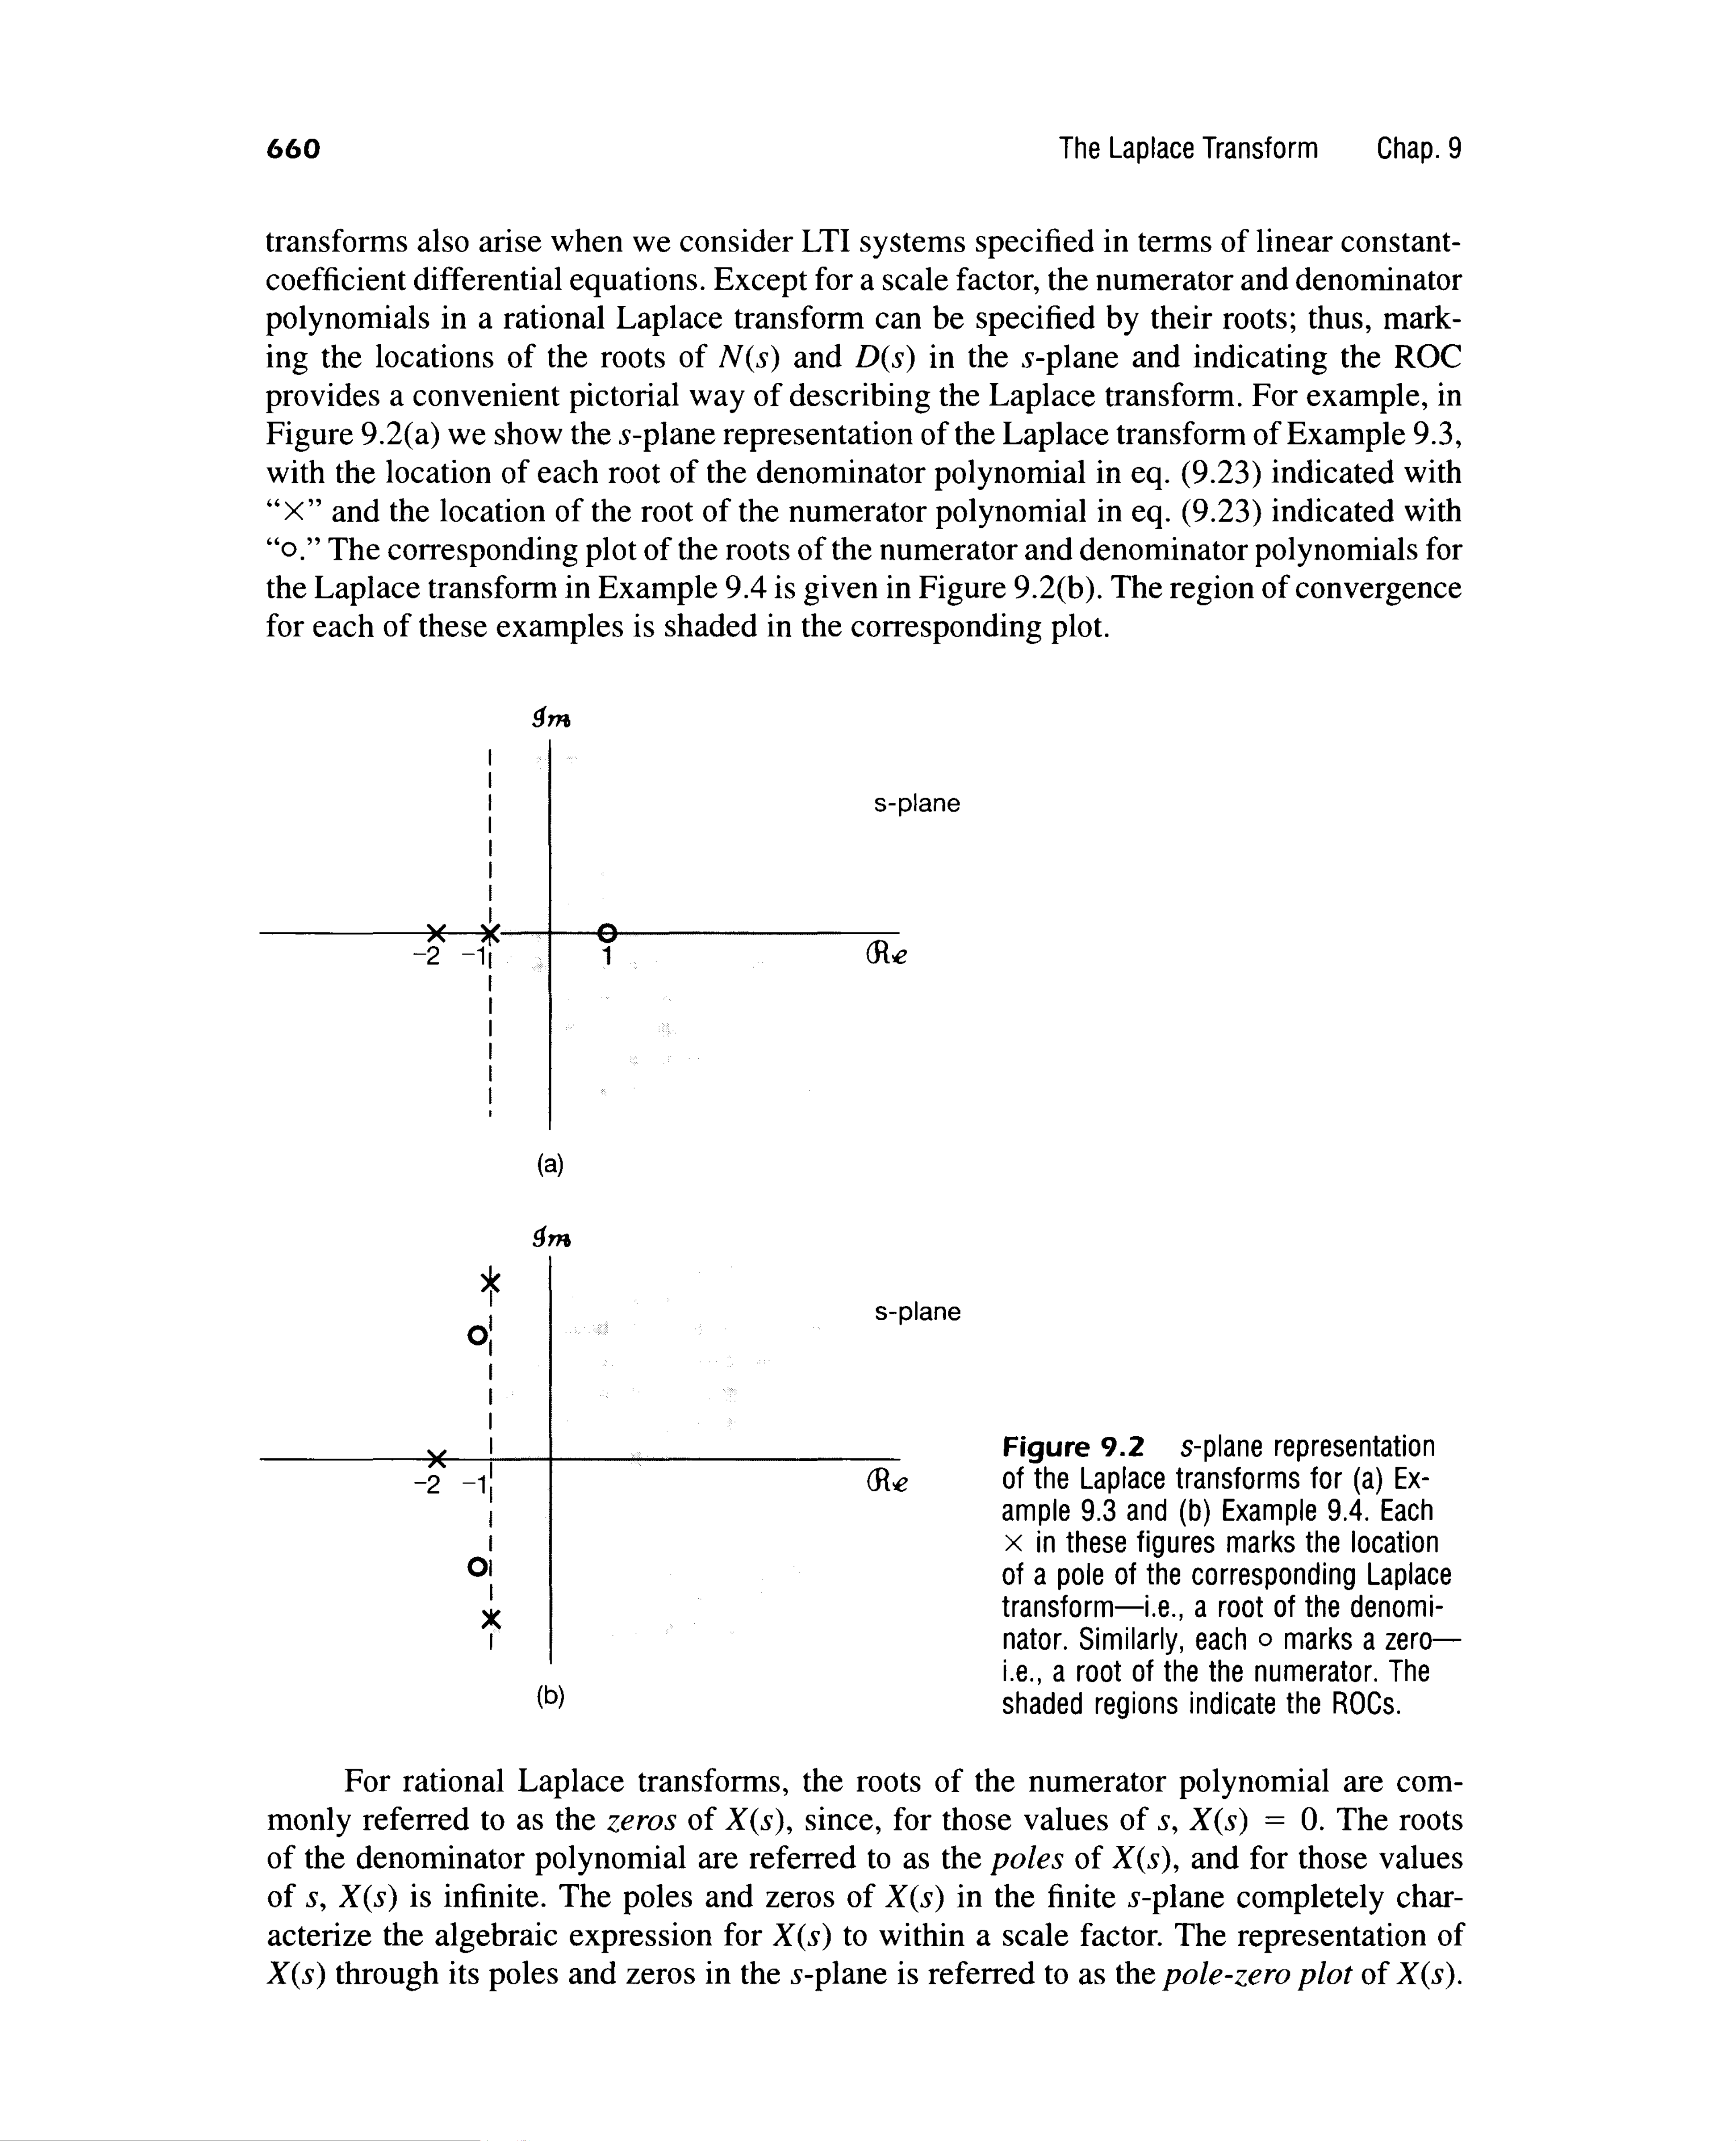 660
The Laplace Transform Chap. 9
transforms also arise when we consider LTI systems specified in terms of linear constant-
coefficient differential equations. Except for a scale factor, the numerator and denominator
polynomials in a rational Laplace transform can be specified by their roots; thus, mark-
ing the locations of the roots of N(s) and D(s) in the s-plane and indicating the ROC
provides a convenient pictorial way of describing the Laplace transform. For example, in
Figure 9.2(a) we show the s-plane representation of the Laplace transform of Example 9.3,
with the location of each root of the denominator polynomial in eq. (9.23) indicated with
“×” and the location of the root of the numerator polynomial in eq. (9.23) indicated with
“o.” The corresponding plot of the roots of the numerator and denominator polynomials for
the Laplace transform in Example 9.4 is given in Figure 9.2(b). The region of convergence
for each of these examples is shaded in the corresponding plot.
Im
s-plane
-2 -1 1 Re
(a)
Im
s-plane
-2 -1 Re
(b)
Figure 9.2 s-plane representation
of the Laplace transforms for (a) Ex-
ample 9.3 and (b) Example 9.4. Each
× in these figures marks the location
of a pole of the corresponding Laplace
transform—i.e., a root of the denomi-
nator. Similarly, each o marks a zero—
i.e., a root of the the numerator. The
shaded regions indicate the ROCs.
For rational Laplace transforms, the roots of the numerator polynomial are com-
monly referred to as the zeros of X(s), since, for those values of s, X(s) = 0. The roots
of the denominator polynomial are referred to as the poles of X(s), and for those values
of s, X(s) is infinite. The poles and zeros of X(s) in the finite s-plane completely char-
acterize the algebraic expression for X(s) to within a scale factor. The representation of
X(s) through its poles and zeros in the s-plane is referred to as the pole-zero plot of X(s).